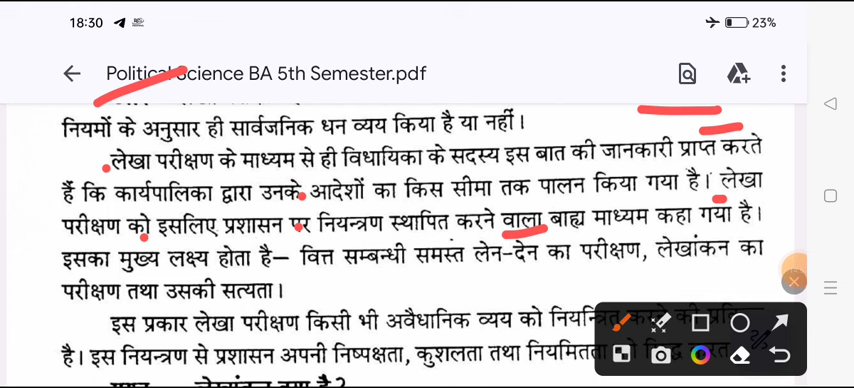 18:30
23%
Political Science BA 5th Semester.pdf
नियमों के अनुसार ही सार्वजनिक धन व्यय किया है या नहीं।
लेखा परीक्षण के माध्यम से ही विधायिका के सदस्य इस बात की जानकारी प्राप्त करते
हैं कि कार्यपालिका द्वारा उनके आदेशों का किस सीमा तक पालन किया गया है। लेखा
परीक्षण को इसलिए प्रशासन पर नियन्त्रण स्थापित करने वाला बाह्य माध्यम कहा गया है।
इसका मुख्य लक्ष्य होता है– वित्त सम्बन्धी समस्त लेन-देन का परीक्षण, लेखांकन का
परीक्षण तथा उसकी सत्यता।
इस प्रकार लेखा परीक्षण किसी भी अवैधानिक व्यय को
है। इस नियन्त्रण से प्रशासन अपनी निष्पक्षता, कुशलता तथा नियमितता
लेखांकन क्या है?